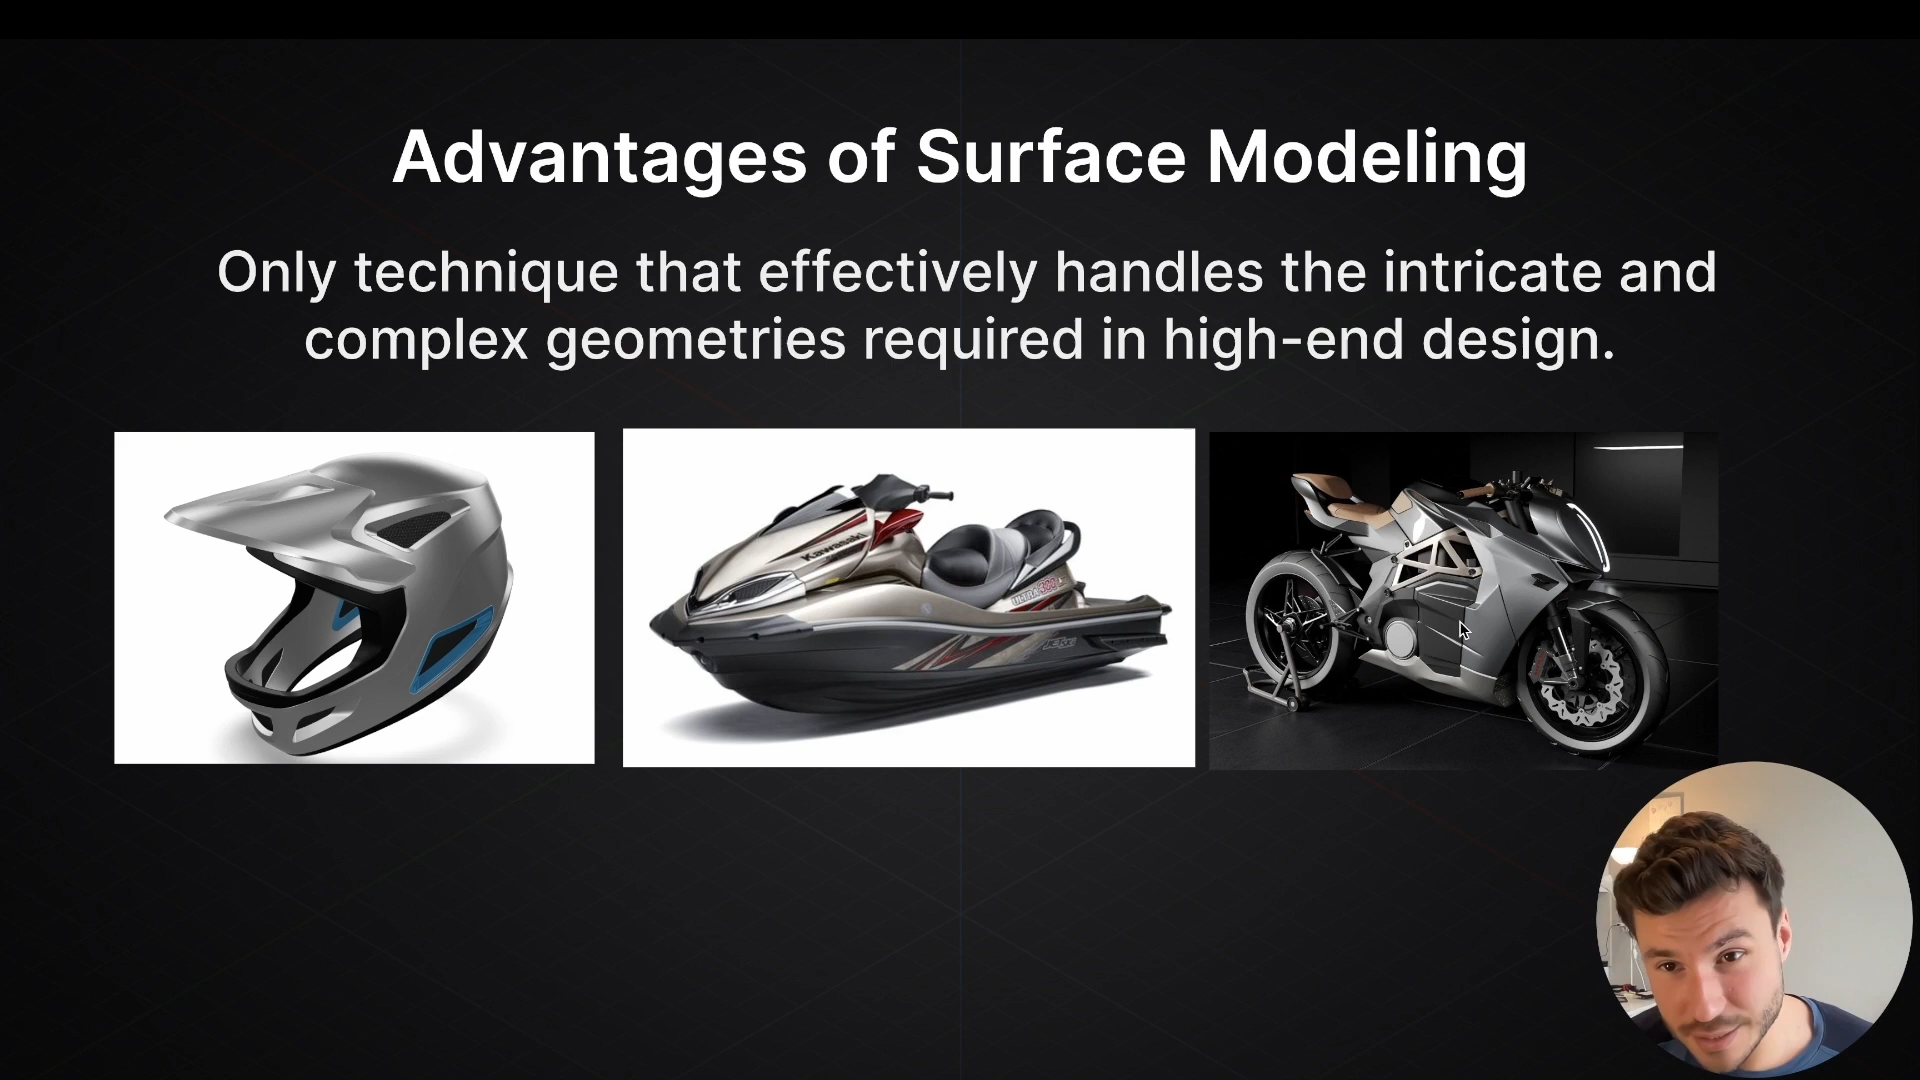 Advantages of Surface Modeling
Only technique that effectively handles the intricate and
complex geometries required in high-end design.
Kawasaki
ULTRA